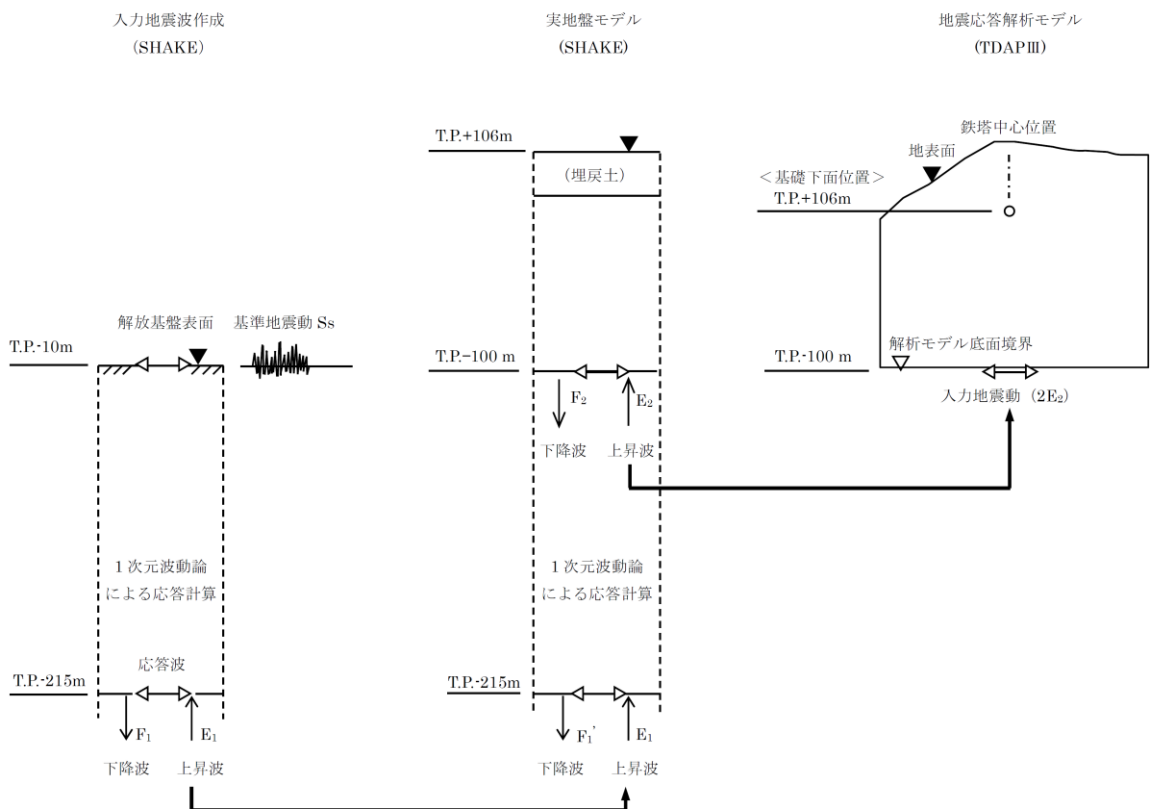 入力地震波作成
(SHAKE)
T.P.-10m
解放基盤表面
基準地震動 Ss
1次元波動論
による応答計算
応答波
T.P.-215m
F1
E1
下降波
上昇波
実地盤モデル
(SHAKE)
T.P.+106m
(埋戻土)
T.P.-100 m
F2
E2
下降波
上昇波
1次元波動論
による応答計算
T.P.-215m
F1'
E1
下降波
上昇波
地震応答解析モデル
(TDAPⅢ)
鉄塔中心位置
地表面
<基礎下面位置>
T.P.+106m
解析モデル底面境界
T.P.-100 m
入力地震動 (2E2)